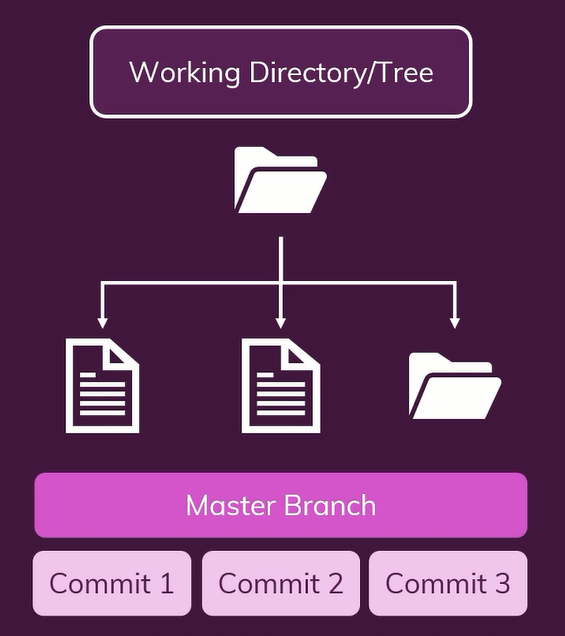 Working Directory/Tree
Master Branch
Commit 1
Commit 2
Commit 3